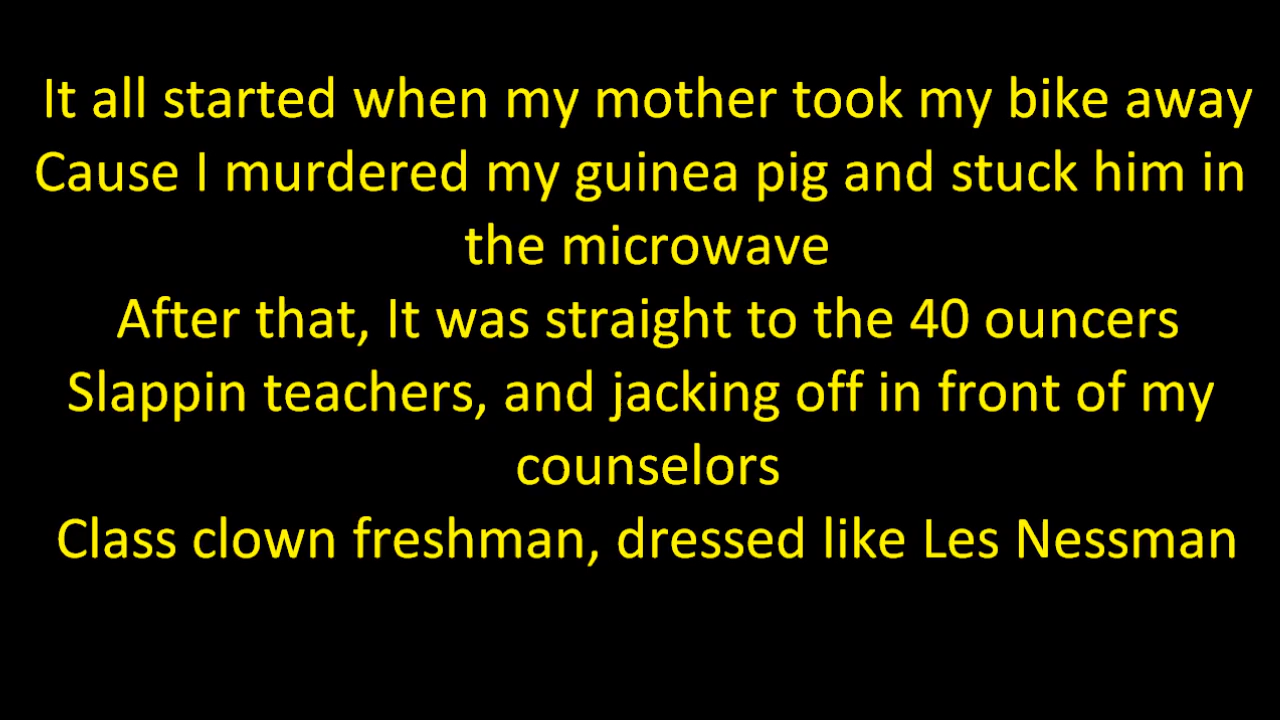 It all started when my mother took my bike away
Cause I murdered my guinea pig and stuck him in
the microwave
After that, It was straight to the 40 ouncers
Slappin teachers, and jacking off in front of my
counselors
Class clown freshman, dressed like Les Nessman